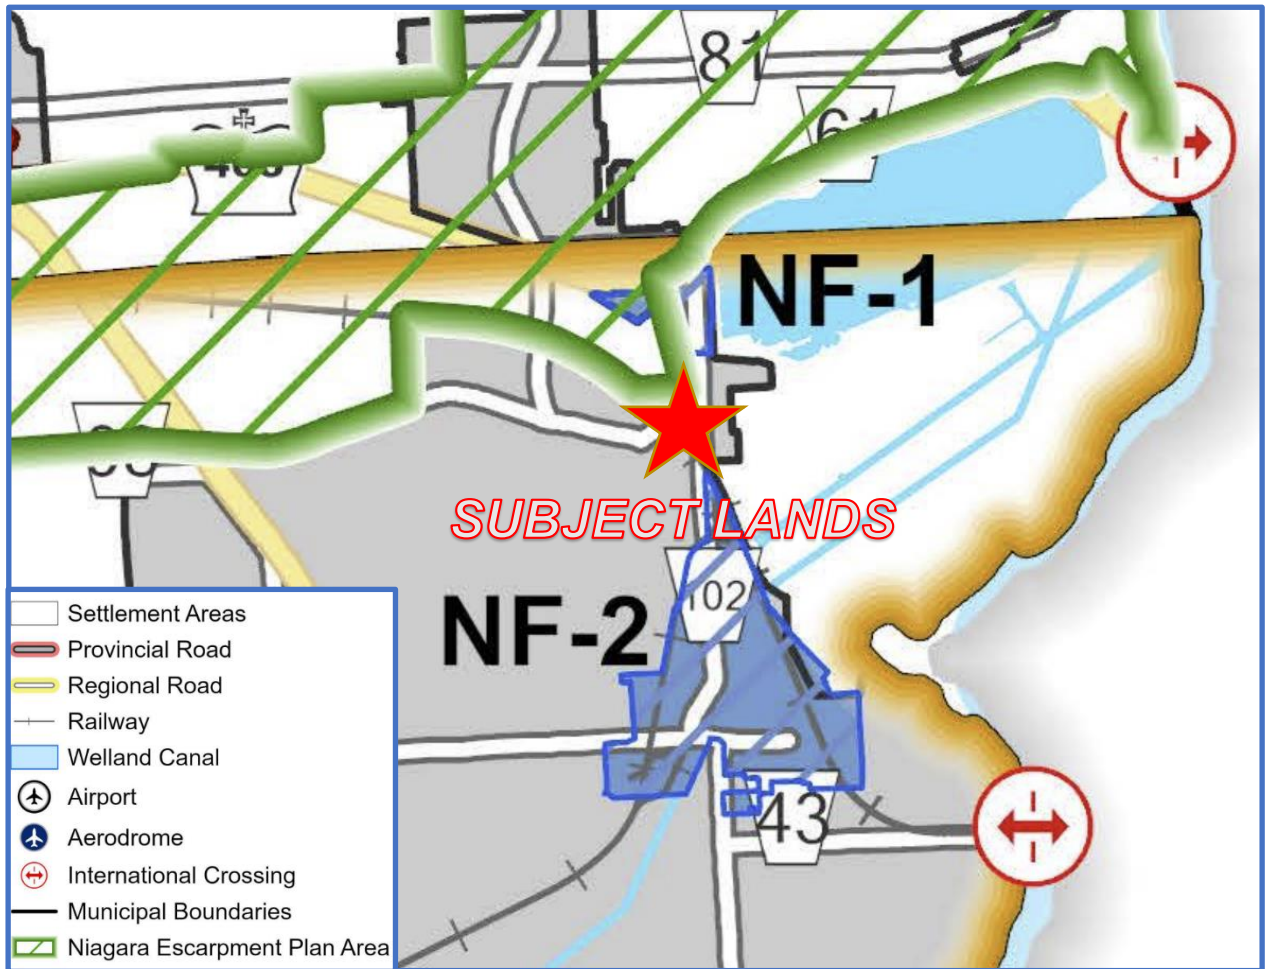 81
61
NF-1
SUBJECT LANDS
102
NF-2
43
Settlement Areas
Provincial Road
Regional Road
Railway
Welland Canal
Airport
Aerodrome
International Crossing
Municipal Boundaries
Niagara Escarpment Plan Area